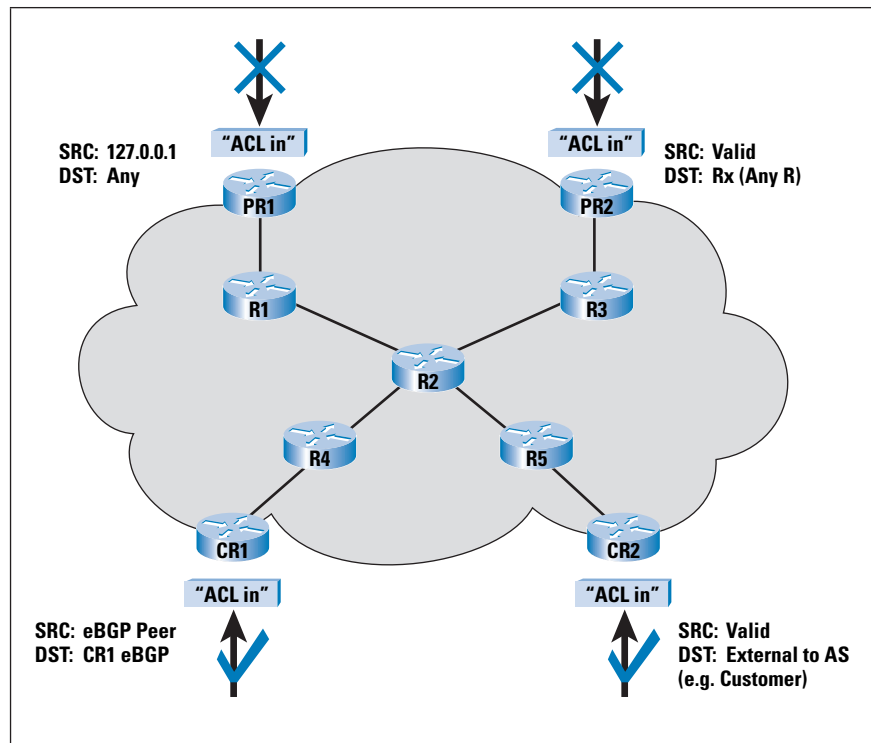 "ACL in"
SRC: 127.0.0.1
DST: Any
PR1
"ACL in"
SRC: Valid
DST: Rx (Any R)
PR2
R1
R3
R2
R4
R5
CR1
CR2
"ACL in"
SRC: eBGP Peer
DST: CR1 eBGP
"ACL in"
SRC: Valid
DST: External to AS
(e.g. Customer)